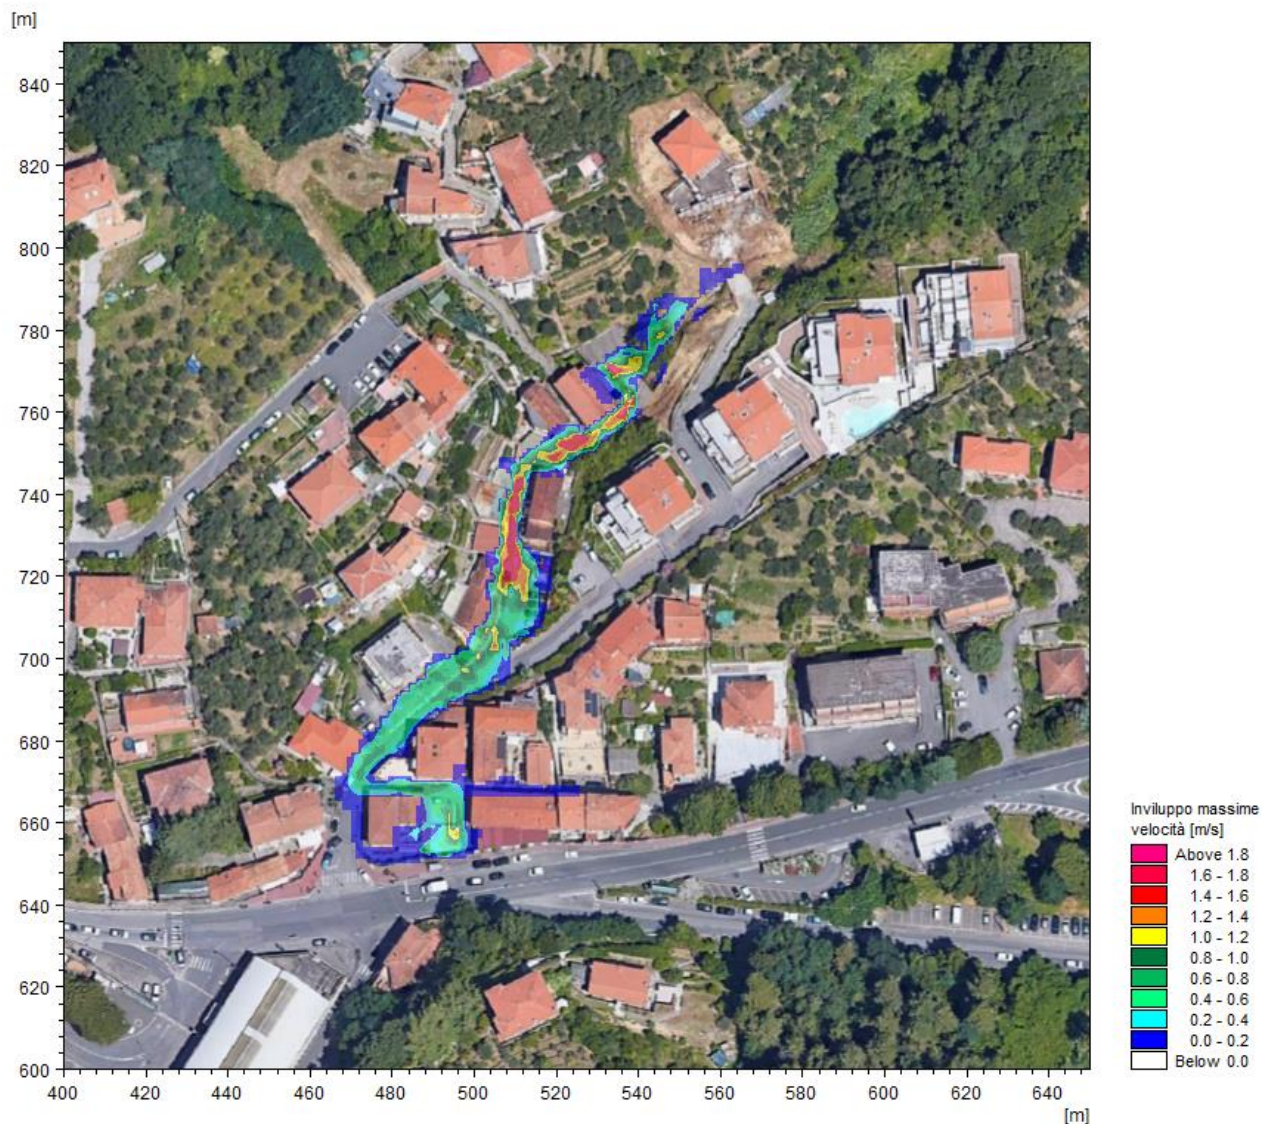 [m]
840
820
800
780
760
740
720
700
680
660
640
620
600
400 420 440 460 480 500 520 540 560 580 600 620 640
[m]
Inviluppo massime
velocità [m/s]
Above 1.8
1.6 - 1.8
1.4 - 1.6
1.2 - 1.4
1.0 - 1.2
0.8 - 1.0
0.6 - 0.8
0.4 - 0.6
0.2 - 0.4
0.0 - 0.2
Below 0.0